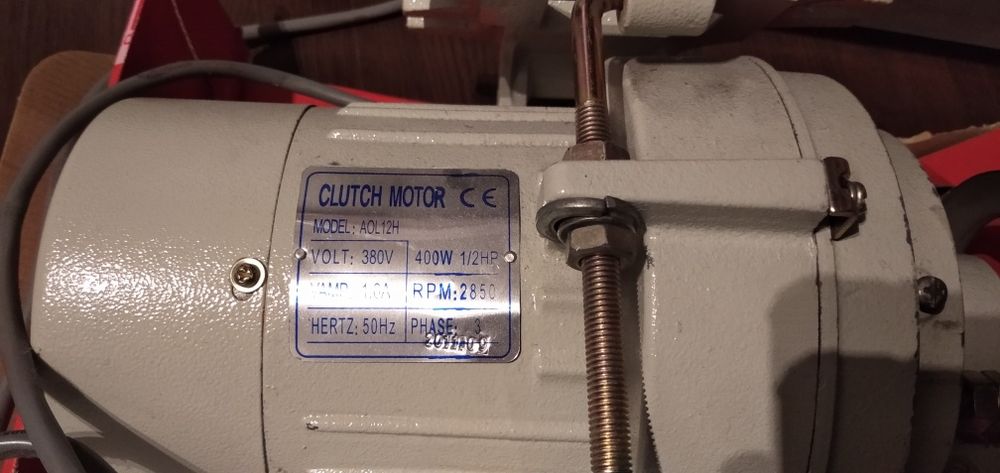 CLUTCH MOTOR CE
MODEL: AOL12H
VOLT: 380V 400W 1/2HP
RPM:2850
HERTZ: 50Hz PHASE: 3